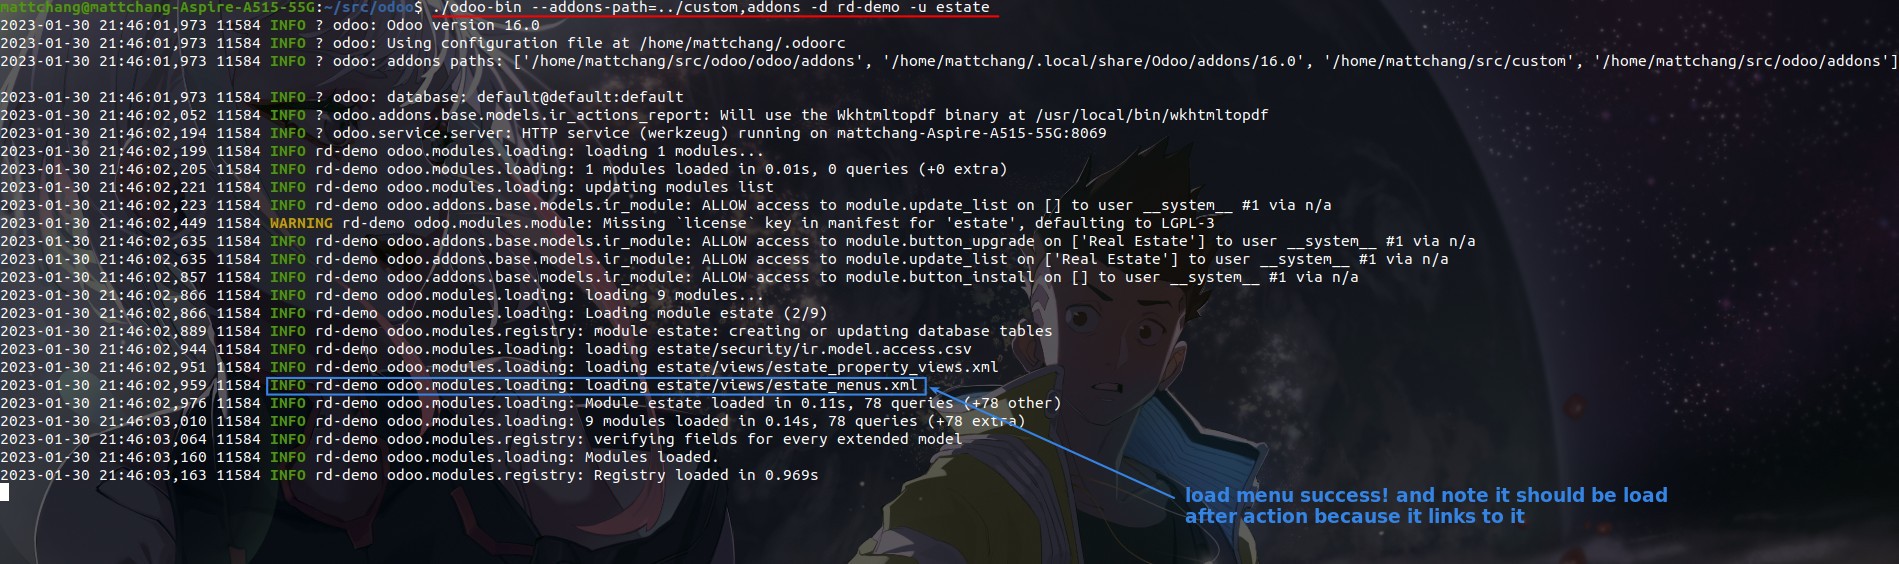 mattchang@mattchang-Aspire-A515-55G:~/src/odoo$ ./odoo-bin --addons-path=../custom,addons -d rd-demo -u estate
2023-01-30 21:46:01,973 11584 INFO ? odoo: Odoo version 16.0
2023-01-30 21:46:01,973 11584 INFO ? odoo: Using configuration file at /home/mattchang/.odoorc
2023-01-30 21:46:01,973 11584 INFO ? odoo: addons paths: ['/home/mattchang/src/odoo/odoo/addons', '/home/mattchang/.local/share/Odoo/addons/16.0', '/home/mattchang/src/custom', '/home/mattchang/src/odoo/addons']
2023-01-30 21:46:01,973 11584 INFO ? odoo: database: default@default:default
2023-01-30 21:46:02,052 11584 INFO ? odoo.addons.base.models.ir_actions_report: Will use the Wkhtmltopdf binary at /usr/local/bin/wkhtmltopdf
2023-01-30 21:46:02,194 11584 INFO ? odoo.service.server: HTTP service (werkzeug) running on mattchang-Aspire-A515-55G:8069
2023-01-30 21:46:02,199 11584 INFO rd-demo odoo.modules.loading: loading 1 modules...
2023-01-30 21:46:02,205 11584 INFO rd-demo odoo.modules.loading: 1 modules loaded in 0.01s, 0 queries (+0 extra)
2023-01-30 21:46:02,221 11584 INFO rd-demo odoo.modules.loading: updating modules list
2023-01-30 21:46:02,223 11584 INFO rd-demo odoo.addons.base.models.ir_module: ALLOW access to module.update_list on [] to user __system__ #1 via n/a
2023-01-30 21:46:02,449 11584 WARNING rd-demo odoo.modules.module: Missing `license` key in manifest for 'estate', defaulting to LGPL-3
2023-01-30 21:46:02,635 11584 INFO rd-demo odoo.addons.base.models.ir_module: ALLOW access to module.button_upgrade on ['Real Estate'] to user __system__ #1 via n/a
2023-01-30 21:46:02,635 11584 INFO rd-demo odoo.addons.base.models.ir_module: ALLOW access to module.update_list on ['Real Estate'] to user __system__ #1 via n/a
2023-01-30 21:46:02,857 11584 INFO rd-demo odoo.addons.base.models.ir_module: ALLOW access to module.button_install on [] to user __system__ #1 via n/a
2023-01-30 21:46:02,866 11584 INFO rd-demo odoo.modules.loading: loading 9 modules...
2023-01-30 21:46:02,866 11584 INFO rd-demo odoo.modules.loading: Loading module estate (2/9)
2023-01-30 21:46:02,889 11584 INFO rd-demo odoo.modules.registry: module estate: creating or updating database tables
2023-01-30 21:46:02,944 11584 INFO rd-demo odoo.modules.loading: loading estate/security/ir.model.access.csv
2023-01-30 21:46:02,951 11584 INFO rd-demo odoo.modules.loading: loading estate/views/estate_property_views.xml
2023-01-30 21:46:02,959 11584 INFO rd-demo odoo.modules.loading: loading estate/views/estate_menus.xml
2023-01-30 21:46:02,976 11584 INFO rd-demo odoo.modules.loading: Module estate loaded in 0.11s, 78 queries (+78 other)
2023-01-30 21:46:03,010 11584 INFO rd-demo odoo.modules.loading: 9 modules loaded in 0.14s, 78 queries (+78 extra)
2023-01-30 21:46:03,064 11584 INFO rd-demo odoo.modules.registry: verifying fields for every extended model
2023-01-30 21:46:03,160 11584 INFO rd-demo odoo.modules.loading: Modules loaded.
2023-01-30 21:46:03,163 11584 INFO rd-demo odoo.modules.registry: Registry loaded in 0.969s
load menu success! and note it should be load
after action because it links to it